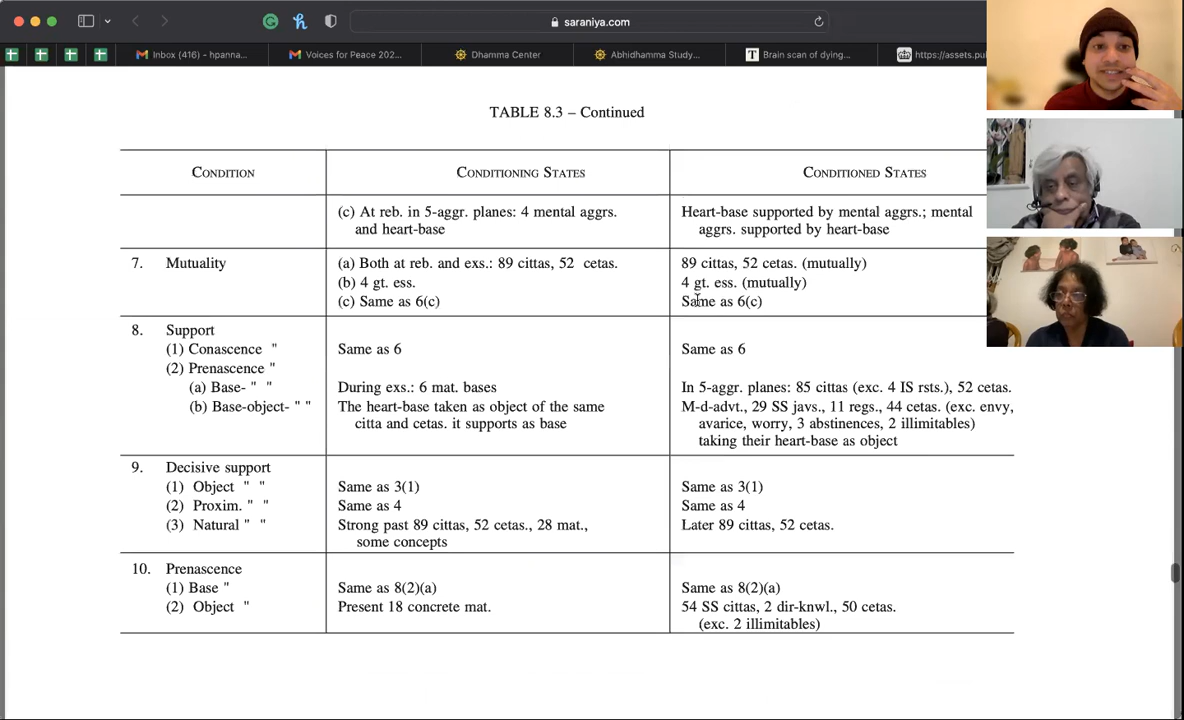 saraniya.com
Inbox (416) - hpanna...
Voices for Peace 202...
Dhamma Center
Abhidhamma Study...
T Brain scan of dying...
https://assets.pu
TABLE 8.3 – Continued
CONDITION CONDITIONING STATES CONDITIONED STATES
(c) At reb. in 5-aggr. planes: 4 mental aggrs. Heart-base supported by mental aggrs.; mental
and heart-base aggrs. supported by heart-base
7. Mutuality (a) Both at reb. and exs.: 89 cittas, 52 cetas. 89 cittas, 52 cetas. (mutually)
(b) 4 gt. ess. 4 gt. ess. (mutually)
(c) Same as 6(c) Same as 6(c)
8. Support
(1) Conascence " Same as 6 Same as 6
(2) Prenascence "
(a) Base- " " During exs.: 6 mat. bases In 5-aggr. planes: 85 cittas (exc. 4 IS rsts.), 52 cetas.
(b) Base-object- " " The heart-base taken as object of the same M-d-advt., 29 SS javs., 11 regs., 44 cetas. (exc. envy,
citta and cetas. it supports as base avarice, worry, 3 abstinences, 2 illimitables)
taking their heart-base as object
9. Decisive support
(1) Object " " Same as 3(1) Same as 3(1)
(2) Proxim. " " Same as 4 Same as 4
(3) Natural " " Strong past 89 cittas, 52 cetas., 28 mat., Later 89 cittas, 52 cetas.
some concepts
10. Prenascence
(1) Base " Same as 8(2)(a) Same as 8(2)(a)
(2) Object " Present 18 concrete mat. 54 SS cittas, 2 dir-knwl., 50 cetas.
(exc. 2 illimitables)